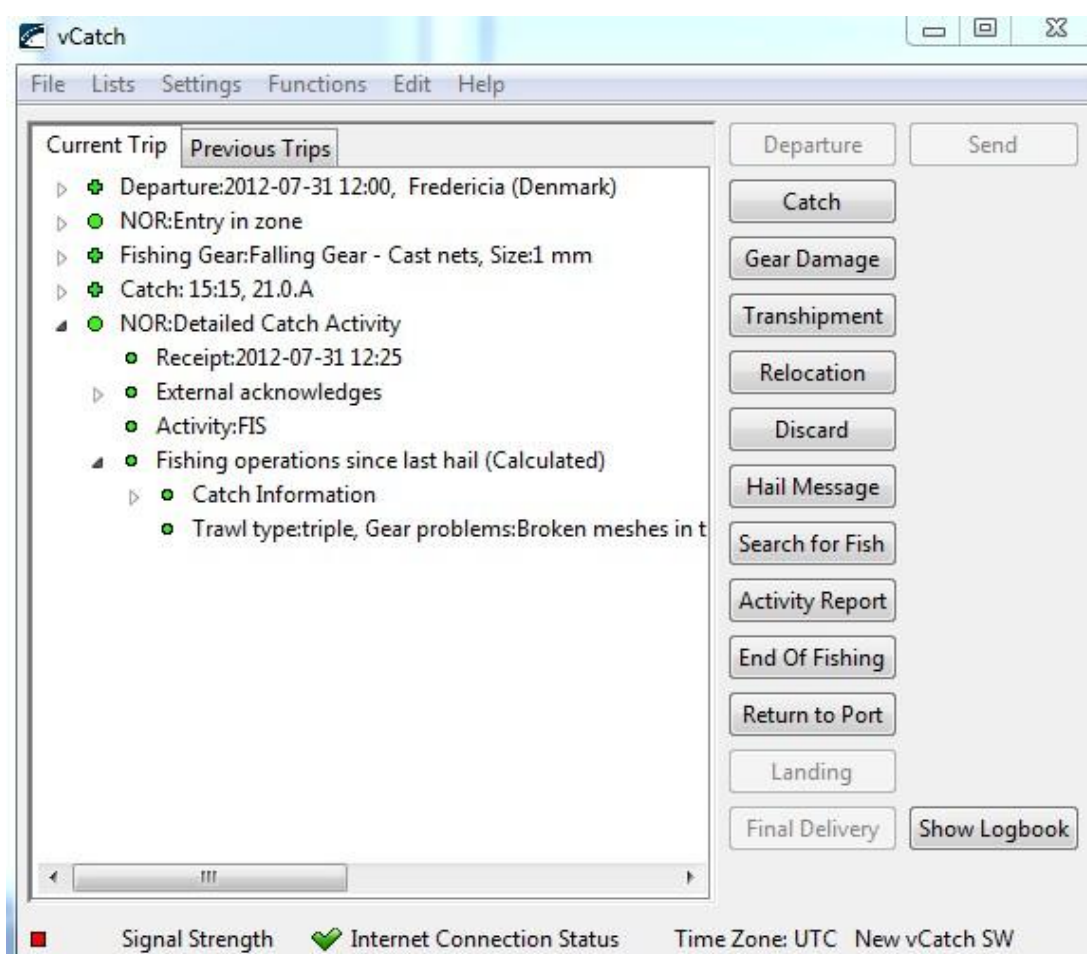 vCatch
File Lists Settings Functions Edit Help
Current Trip Previous Trips
Departure:2012-07-31 12:00, Fredericia (Denmark)
NOR:Entry in zone
Fishing Gear:Falling Gear - Cast nets, Size:1 mm
Catch: 15:15, 21.0.A
NOR:Detailed Catch Activity
Receipt:2012-07-31 12:25
External acknowledges
Activity:FIS
Fishing operations since last hail (Calculated)
Catch Information
Trawl type:triple, Gear problems:Broken meshes in t
Departure Send
Catch
Gear Damage
Transhipment
Relocation
Discard
Hail Message
Search for Fish
Activity Report
End Of Fishing
Return to Port
Landing
Final Delivery Show Logbook
Signal Strength Internet Connection Status Time Zone: UTC New vCatch SW